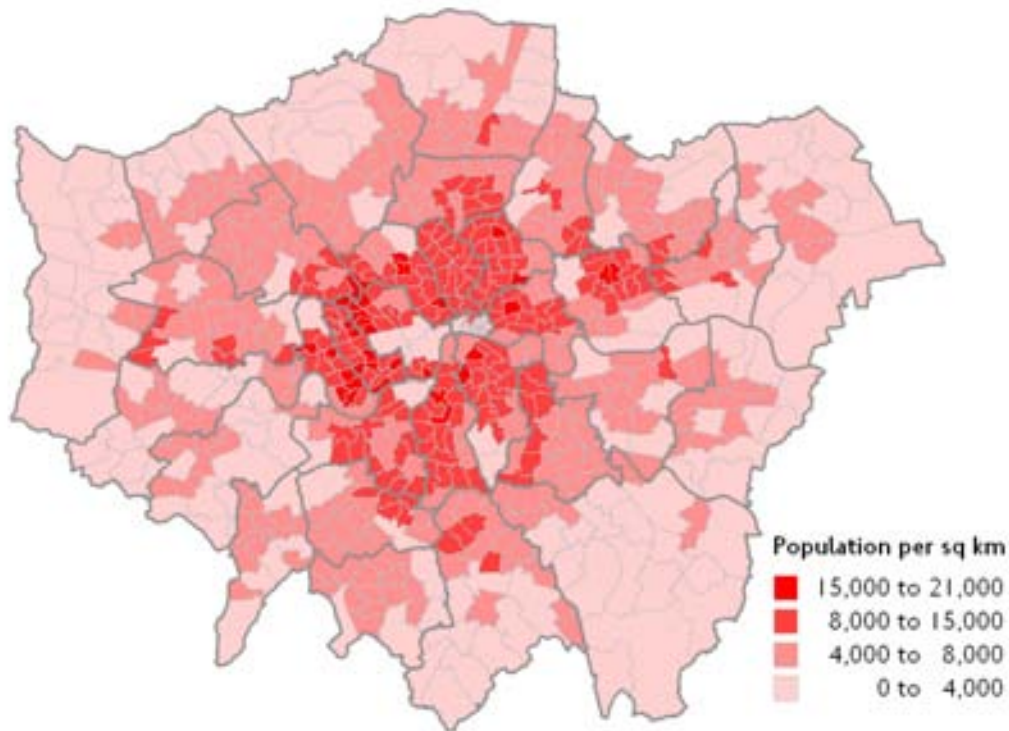 Population per sq km
15,000 to 21,000
8,000 to 15,000
4,000 to 8,000
0 to 4,000